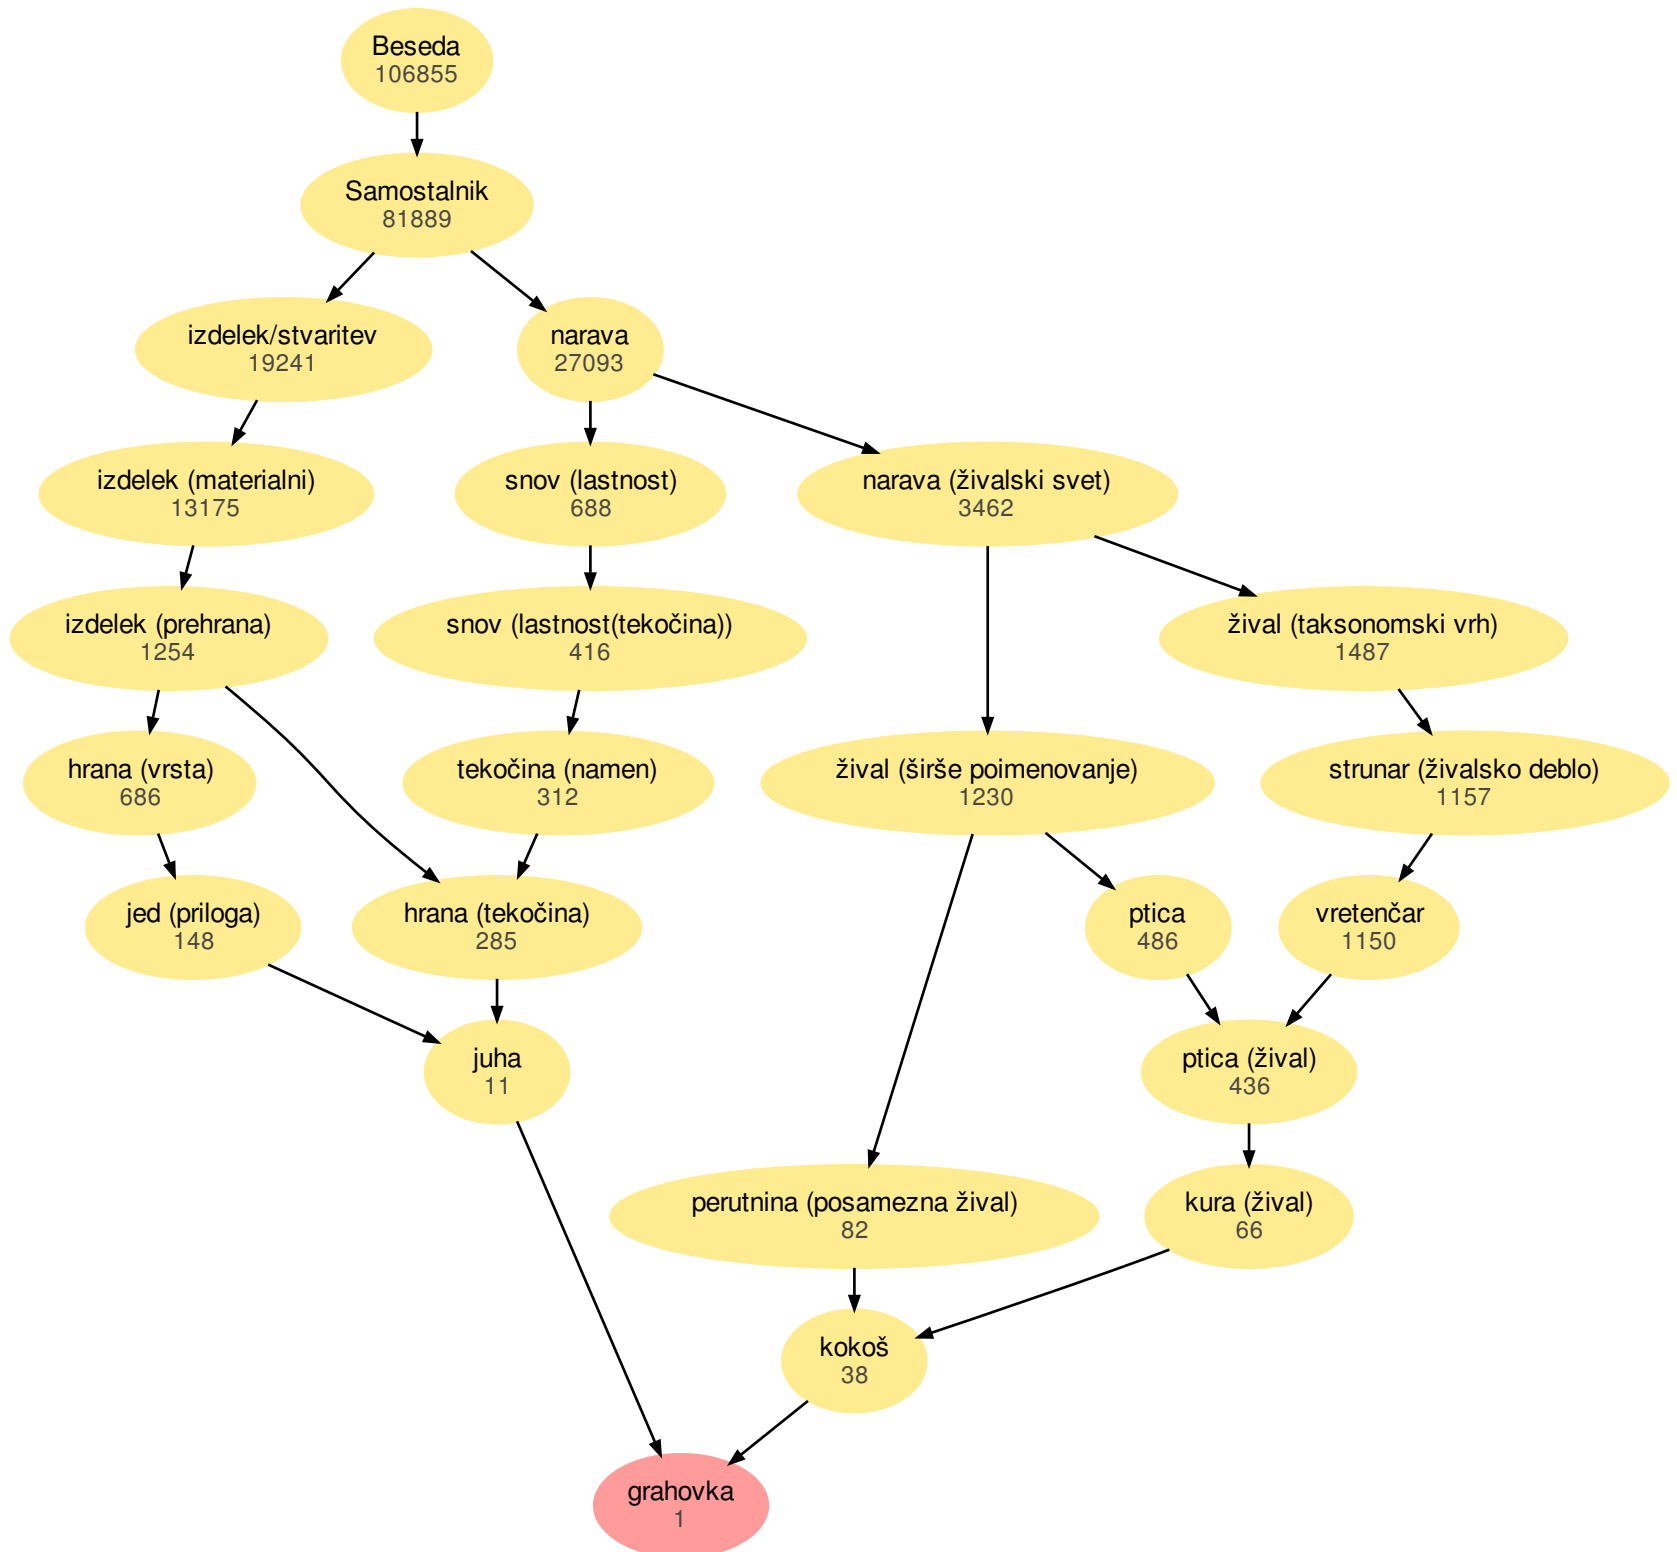 Beseda
106855
Samostalnik
81889
izdelek/stvaritev
19241
narava
27093
izdelek (materialni)
13175
snov (lastnost)
688
narava (živalski svet)
3462
izdelek (prehrana)
1254
snov (lastnost(tekočina))
416
žival (taksonomski vrh)
1487
hrana (vrsta)
686
tekočina (namen)
312
žival (širše poimenovanje)
1230
strunar (živalsko deblo)
1157
jed (priloga)
148
hrana (tekočina)
285
ptica
486
vretenčar
1150
juha
11
ptica (žival)
436
perutnina (posamezna žival)
82
kura (žival)
66
kokoš
38
grahovka
1